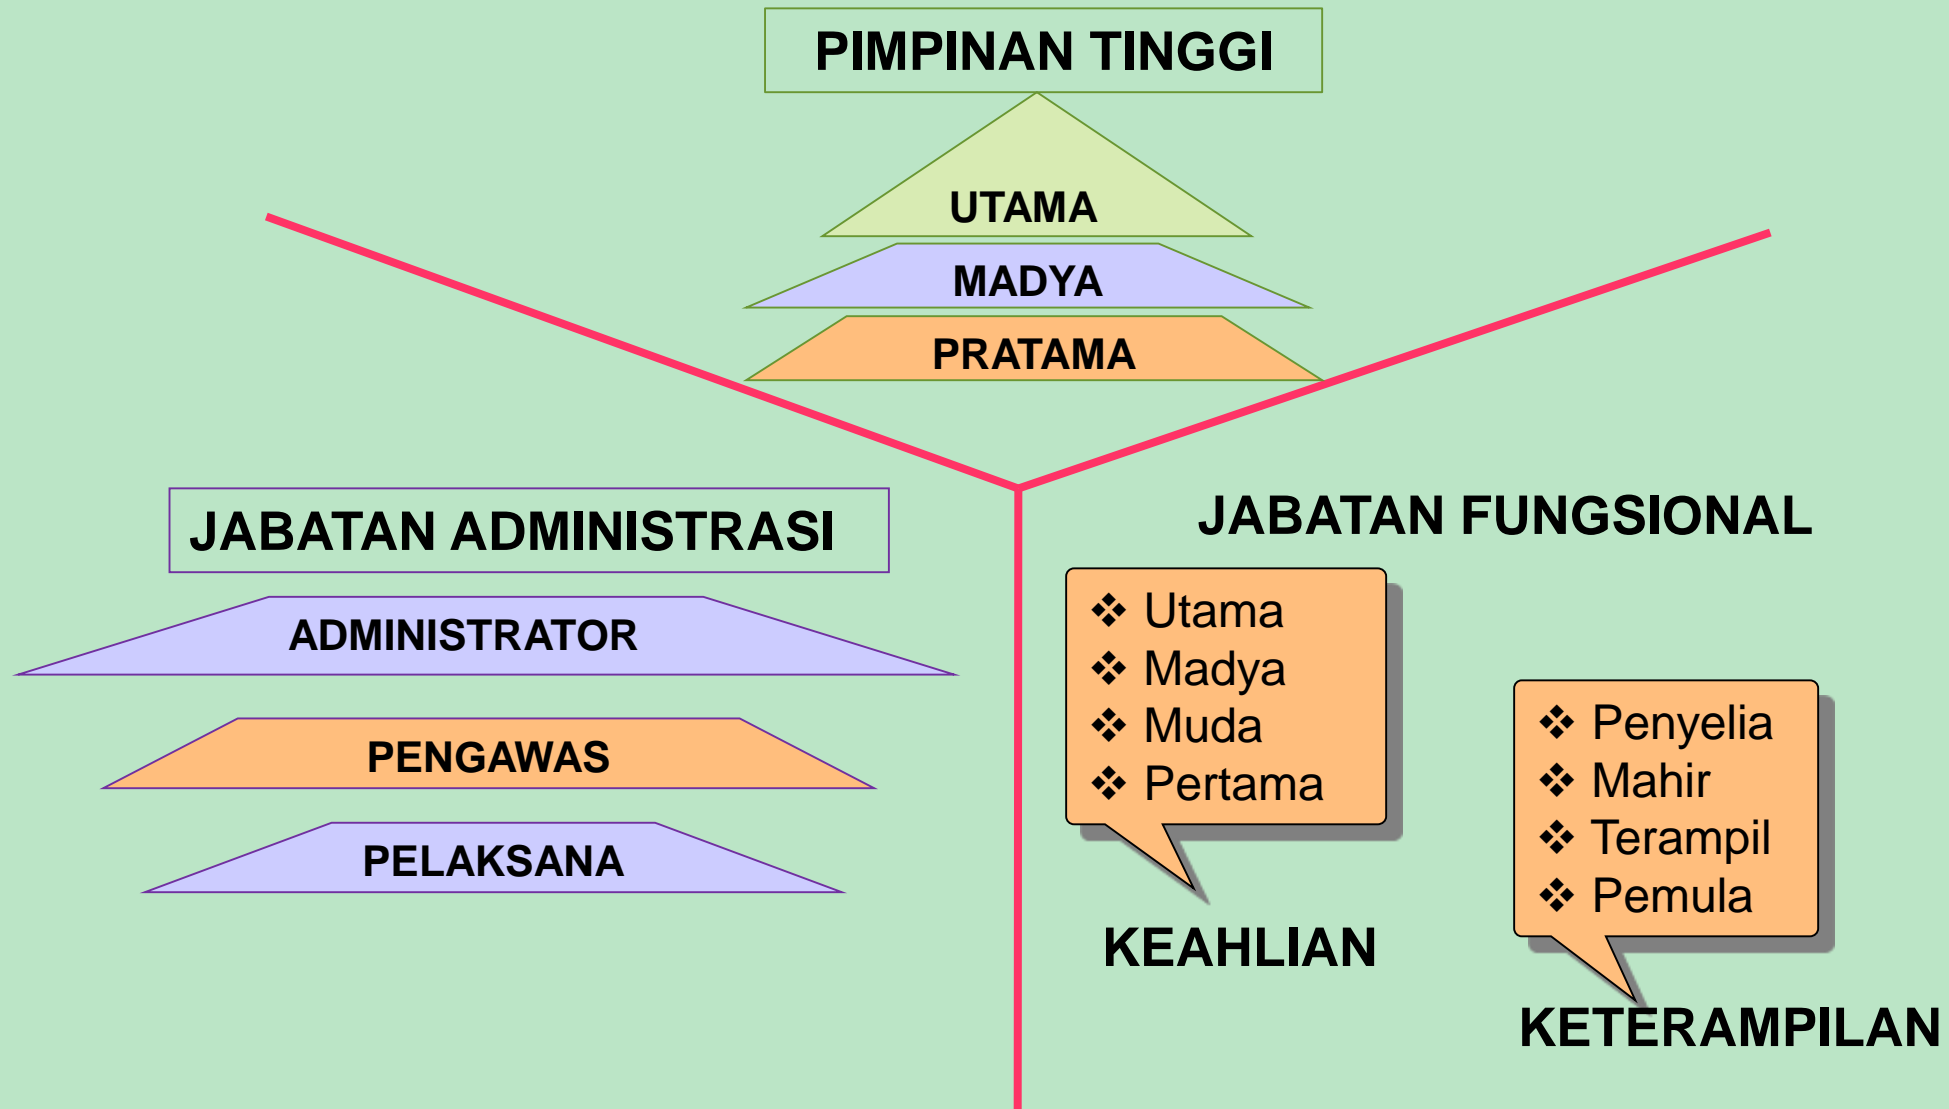 PIMPINAN TINGGI
UTAMA
MADYA
PRATAMA
JABATAN ADMINISTRASI
ADMINISTRATOR
PENGAWAS
PELAKSANA
JABATAN FUNGSIONAL
❖ Utama
❖ Madya
❖ Muda
❖ Pertama
KEAHLIAN
❖ Penyelia
❖ Mahir
❖ Terampil
❖ Pemula
KETERAMPILAN